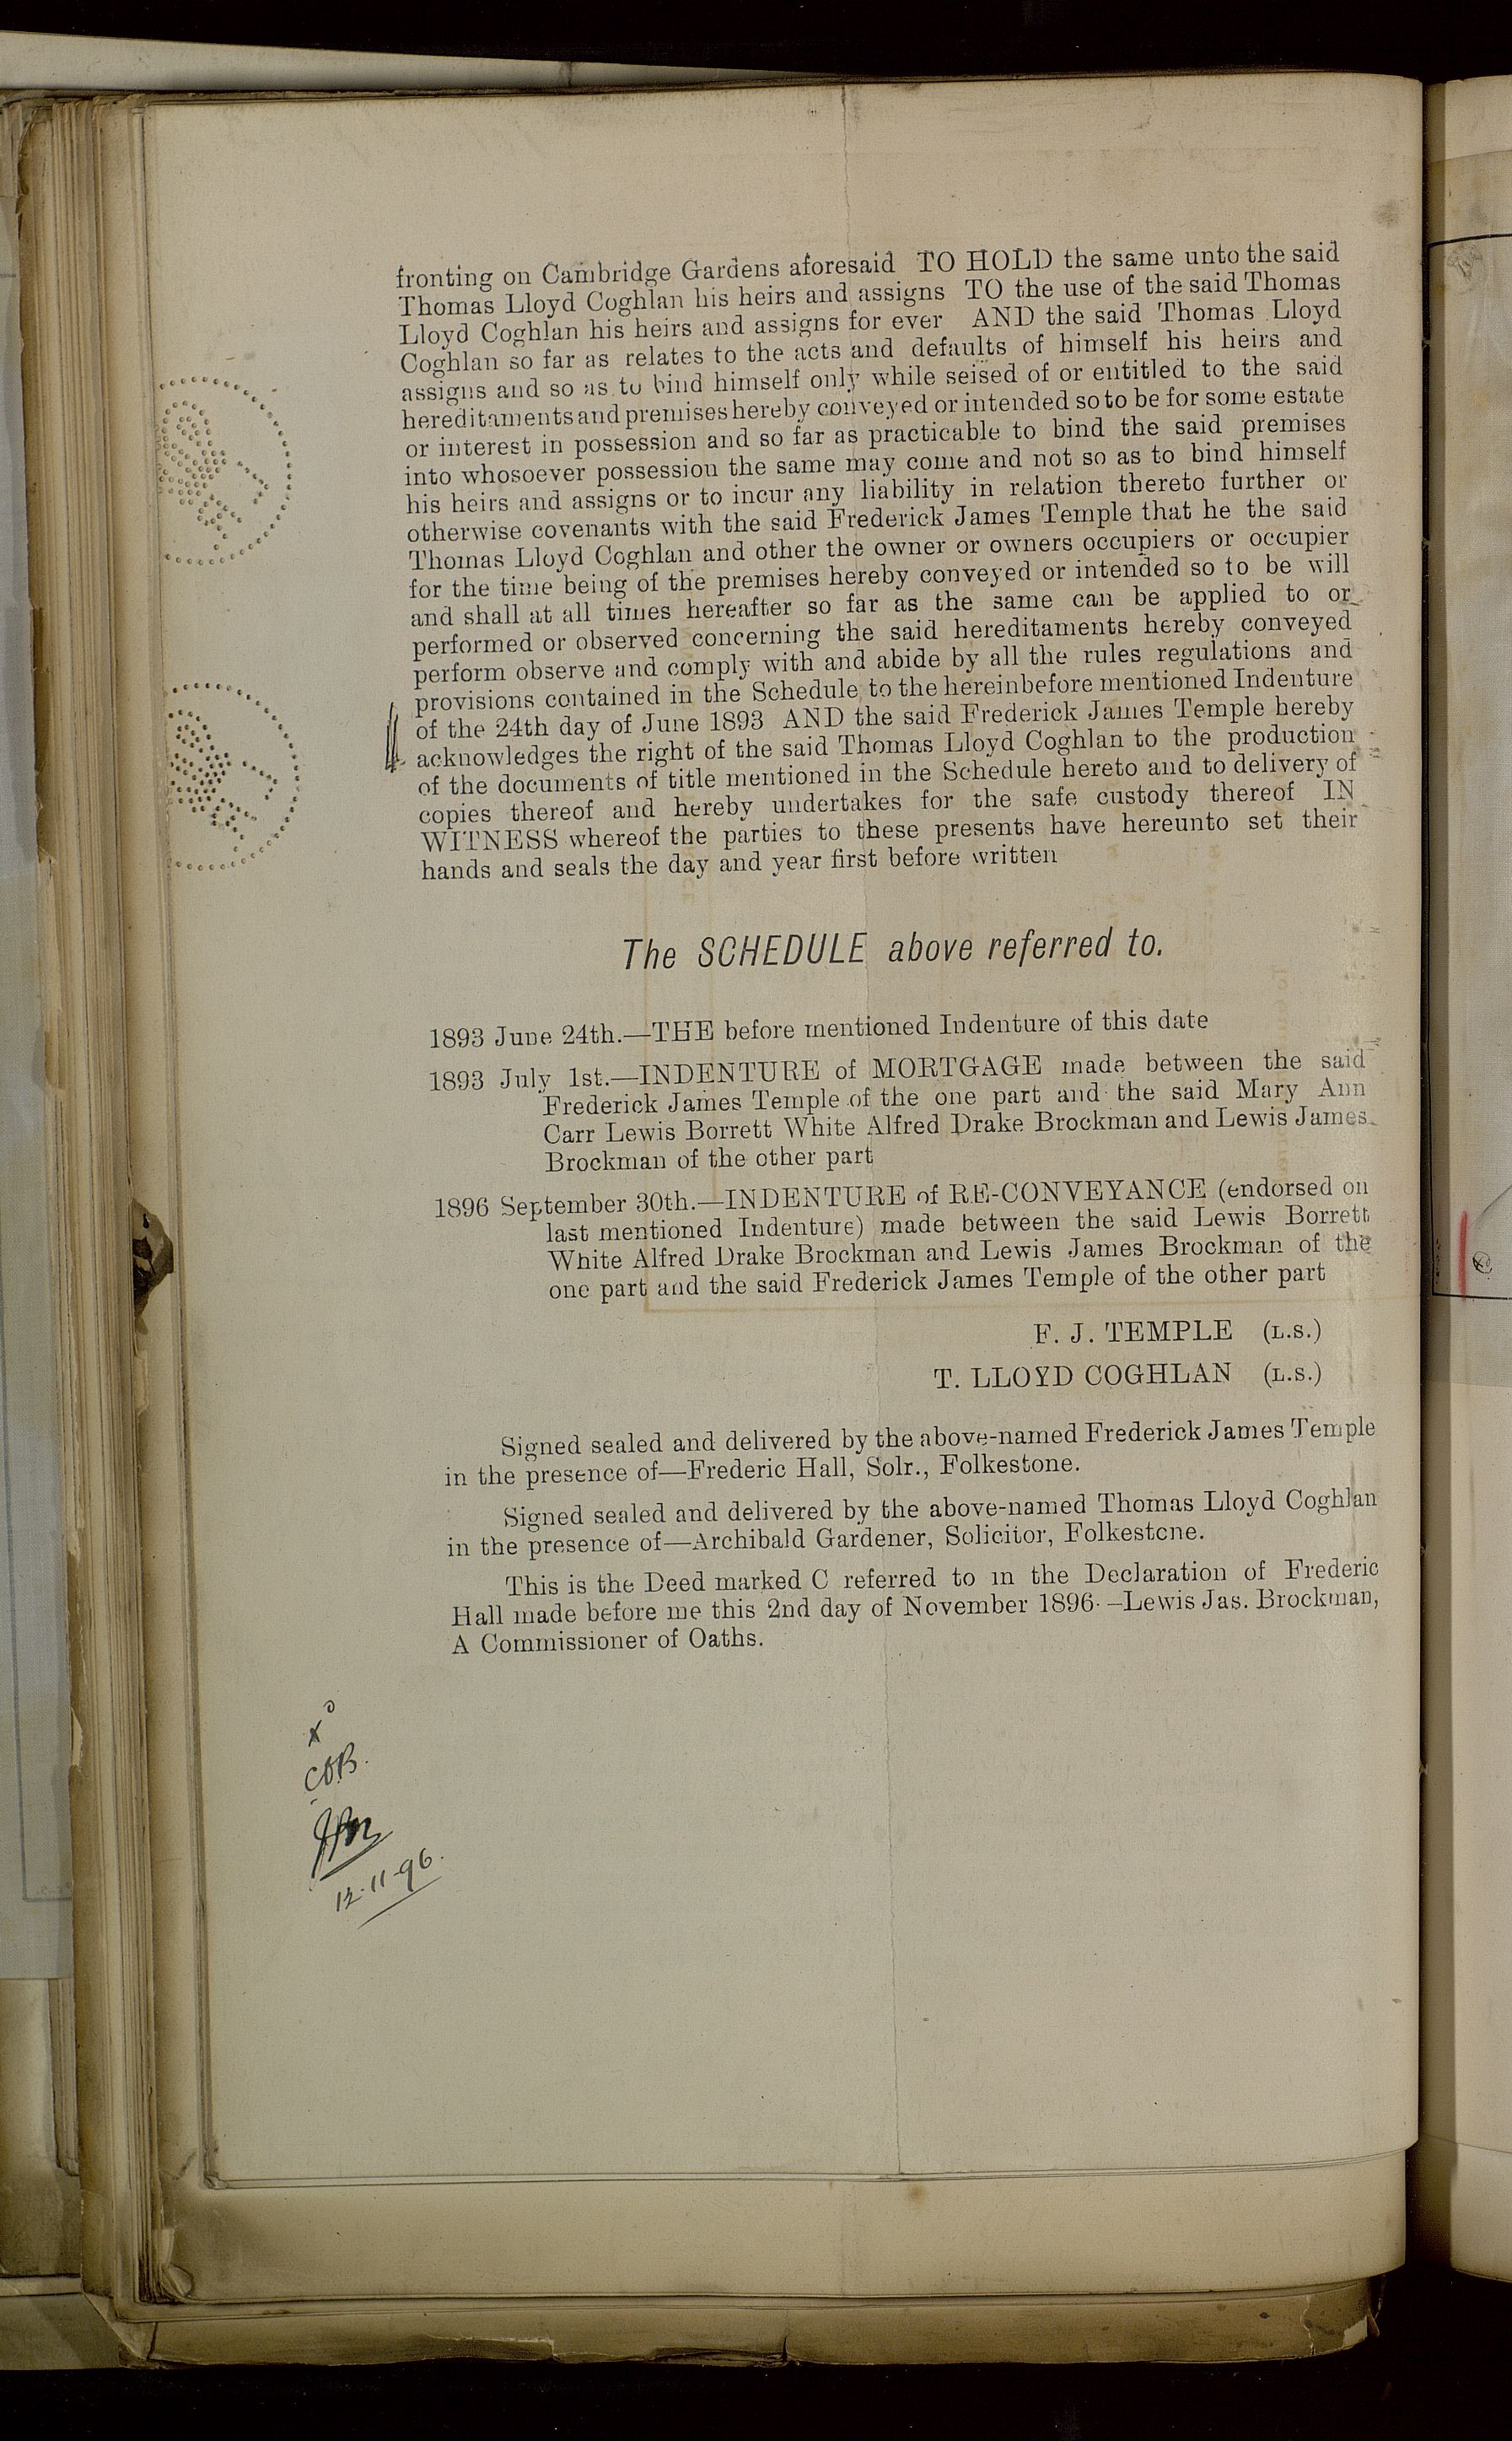 fronting on Cambridge Gardens aforesaid TO HOLD the same unto the said
Thomas Lloyd Coghlan his heirs and assigns TO the use of the said Thomas
Lloyd Coghlan his heirs and assigns for ever AND the said Thomas Lloyd
Coghlan so far as relates to the acts and defaults of himself his heirs and
assigns and so as to bind himself only while seised of or entitled to the said
hereditaments and premises hereby conveyed or intended so to be for some estate
or interest in possession and so far as practicable to bind the said premises
into whosoever possession the same may come and not so as to bind himself
his heirs and assigns or to incur any liability in relation thereto further or
otherwise covenants with the said Frederick James Temple that he the said
Thomas Lloyd Coghlan and other the owner or owners occupiers or occupier
for the time being of the premises hereby conveyed or intended so to be will
and shall at all times hereafter so far as the same can be applied to or
performed or observed concerning the said hereditaments hereby conveyed
perform observe and comply with and abide by all the rules regulations and
provisions contained in the Schedule to the hereinbefore mentioned Indenture
of the 24th day of June 1893 AND the said Frederick James Temple hereby
acknowledges the right of the said Thomas Lloyd Coghlan to the production
of the documents of title mentioned in the Schedule hereto and to delivery of
copies thereof and hereby undertakes for the safe custody thereof IN
WITNESS whereof the parties to these presents have hereunto set their
hands and seals the day and year first before written
The SCHEDULE above referred to.
1893 June 24th.—THE before mentioned Indenture of this date
1893 July 1st.—INDENTURE of MORTGAGE made between the said
Frederick James Temple of the one part and the said Mary Ann
Carr Lewis Borrett White Alfred Drake Brockman and Lewis James
Brockman of the other part
1896 September 30th.—INDENTURE of RE-CONVEYANCE (endorsed on
last mentioned Indenture) made between the said Lewis Borrett
White Alfred Drake Brockman and Lewis James Brockman of the
one part and the said Frederick James Temple of the other part
F. J. TEMPLE (L.S.)
T. LLOYD COGHLAN (L.S.)
Signed sealed and delivered by the above-named Frederick James Temple
in the presence of—Frederic Hall, Solr., Folkestone.
Signed sealed and delivered by the above-named Thomas Lloyd Coghlan
in the presence of—Archibald Gardener, Solicitor, Folkestone.
This is the Deed marked C referred to in the Declaration of Frederic
Hall made before me this 2nd day of November 1896.—Lewis Jas. Brockman,
A Commissioner of Oaths.
12.11.96.